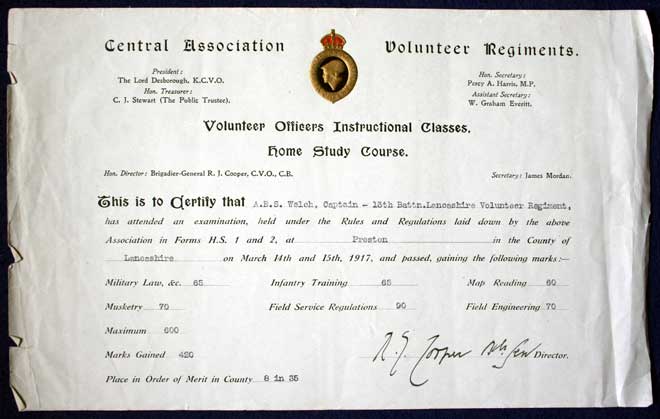 Central Association Volunteer Regiments.
President: Hon. Secretary:
The Lord Desborough, K.C.V.O. Percy A. Harris, M.P.
Hon. Treasurer: Assistant Secretary:
C. J. Stewart (The Public Trustee). W. Graham Everitt.
Volunteer Officers Instructional Classes.
Home Study Course.
Hon. Director: Brigadier-General R. J. Cooper, C.V.O., C.B. Secretary: James Mordan.
This is to Certify that A.E.S. Welch, Captain - 13th Battn.Lancashire Volunteer Regiment,
has attended an examination, held under the Rules and Regulations laid down by the above
Association in Forms H.S. 1 and 2, at Preston in the County of
Lancashire on March 14th and 15th, 1917, and passed, gaining the following marks:—
Military Law, &c. 65 Infantry Training 65 Map Reading 60
Musketry 70 Field Service Regulations 90 Field Engineering 70
Maximum 600
Marks Gained 420
R. J. Cooper Director.
Place in Order of Merit in County 8 in 35